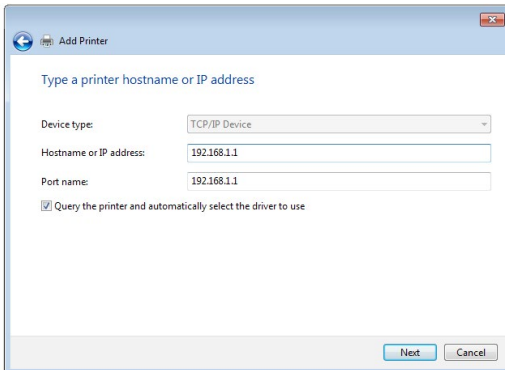 Add Printer
Type a printer hostname or IP address
Device type: TCP/IP Device
Hostname or IP address: 192.168.1.1
Port name: 192.168.1.1
Query the printer and automatically select the driver to use
Next Cancel